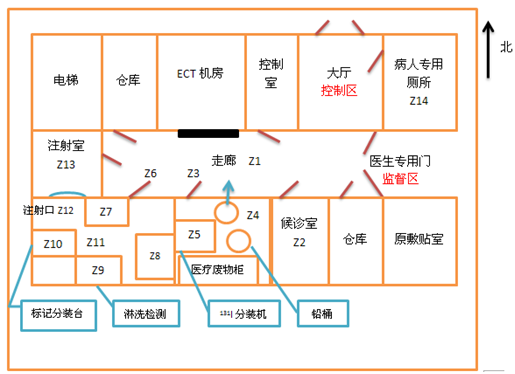 北
电梯
仓库
ECT 机房
控制
室
大厅
控制区
病人专用
厕所
Z14
注射室
Z13
Z6
Z3
走廊 Z1
医生专用门
监督区
注射口 Z12
Z7
Z10
Z11
Z9
Z8
Z5
Z4
医疗废物柜
候诊室
Z2
仓库
原敷贴室
标记分装台
淋洗检测
¹³¹I 分装机
铅桶